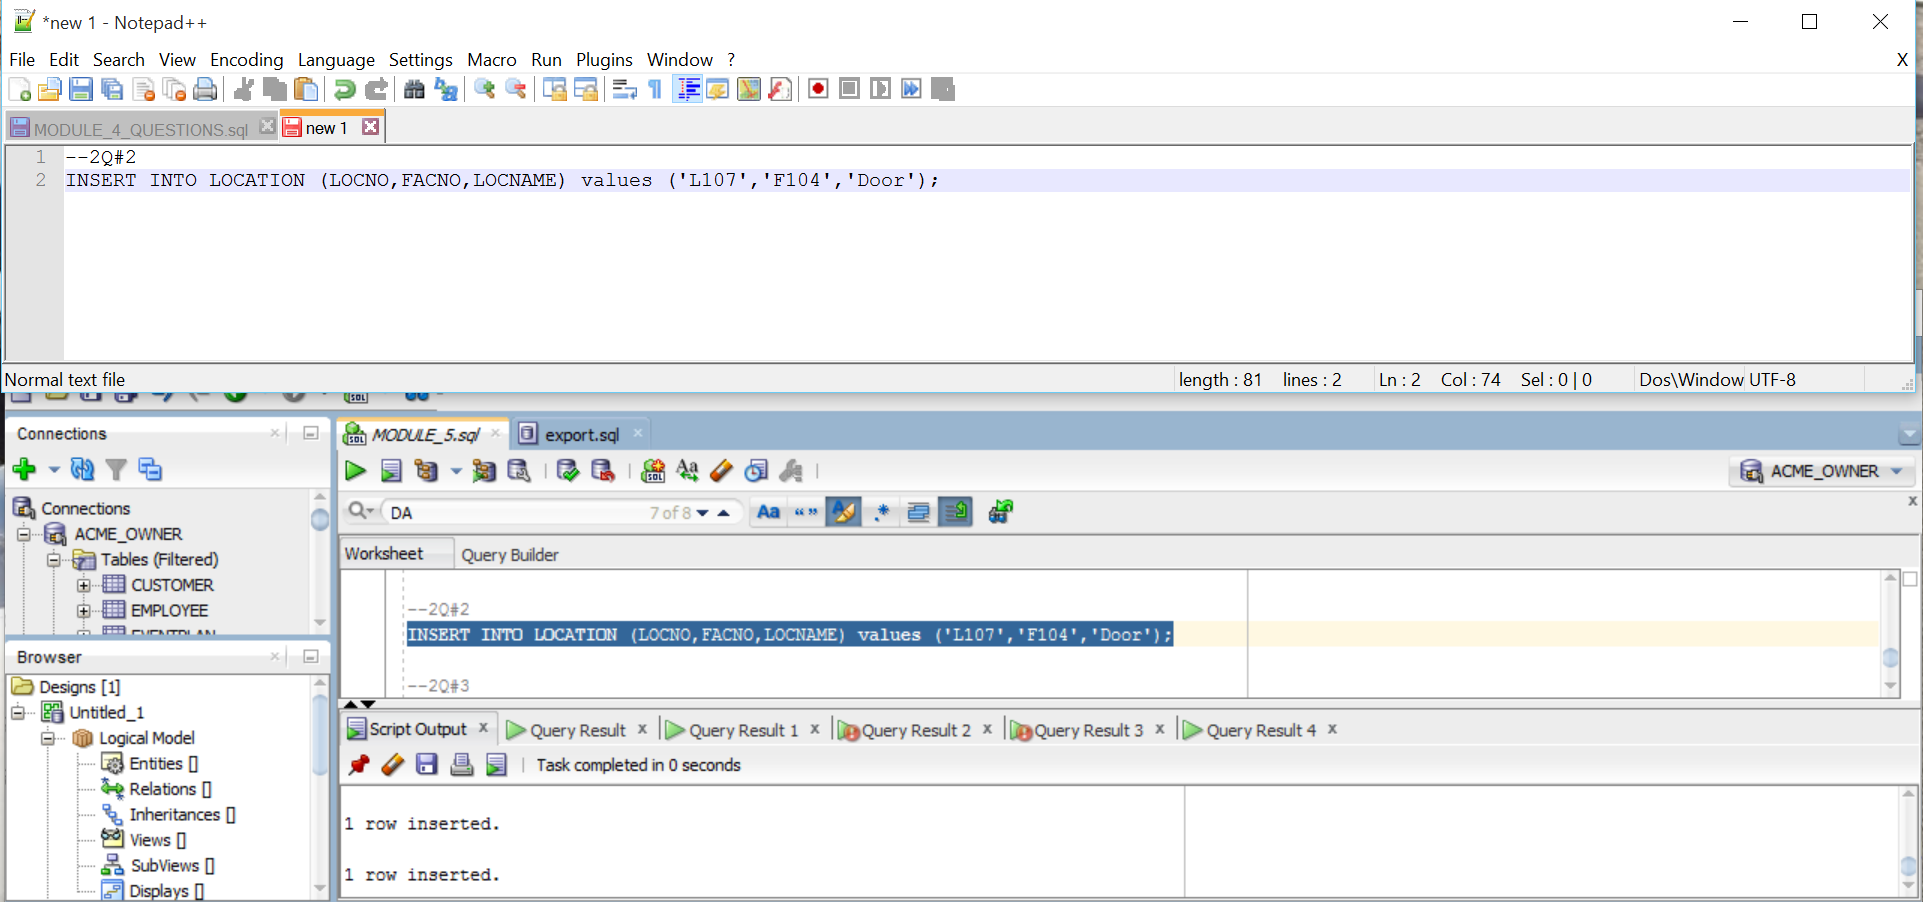 *new 1 - Notepad++
File Edit Search View Encoding Language Settings Macro Run Plugins Window ? X
MODULE_4_QUESTIONS.sql new 1
1 --2Q#2
2 INSERT INTO LOCATION (LOCNO,FACNO,LOCNAME) values ('L107','F104','Door');
Normal text file length : 81 lines : 2 Ln : 2 Col : 74 Sel : 0 | 0 Dos\Window UTF-8
Connections
MODULE_5.sql export.sql
ACME_OWNER
DA 7 of 8 Aa
Worksheet Query Builder
Connections
ACME_OWNER
Tables (Filtered)
CUSTOMER
EMPLOYEE
EVENTPLAN
--2Q#2
INSERT INTO LOCATION (LOCNO,FACNO,LOCNAME) values ('L107','F104','Door');
--2Q#3
Browser
Designs [1]
Untitled_1
Logical Model
Entities []
Relations []
Inheritances []
Views []
SubViews []
Displays []
Script Output Query Result Query Result 1 Query Result 2 Query Result 3 Query Result 4
Task completed in 0 seconds
1 row inserted.
1 row inserted.